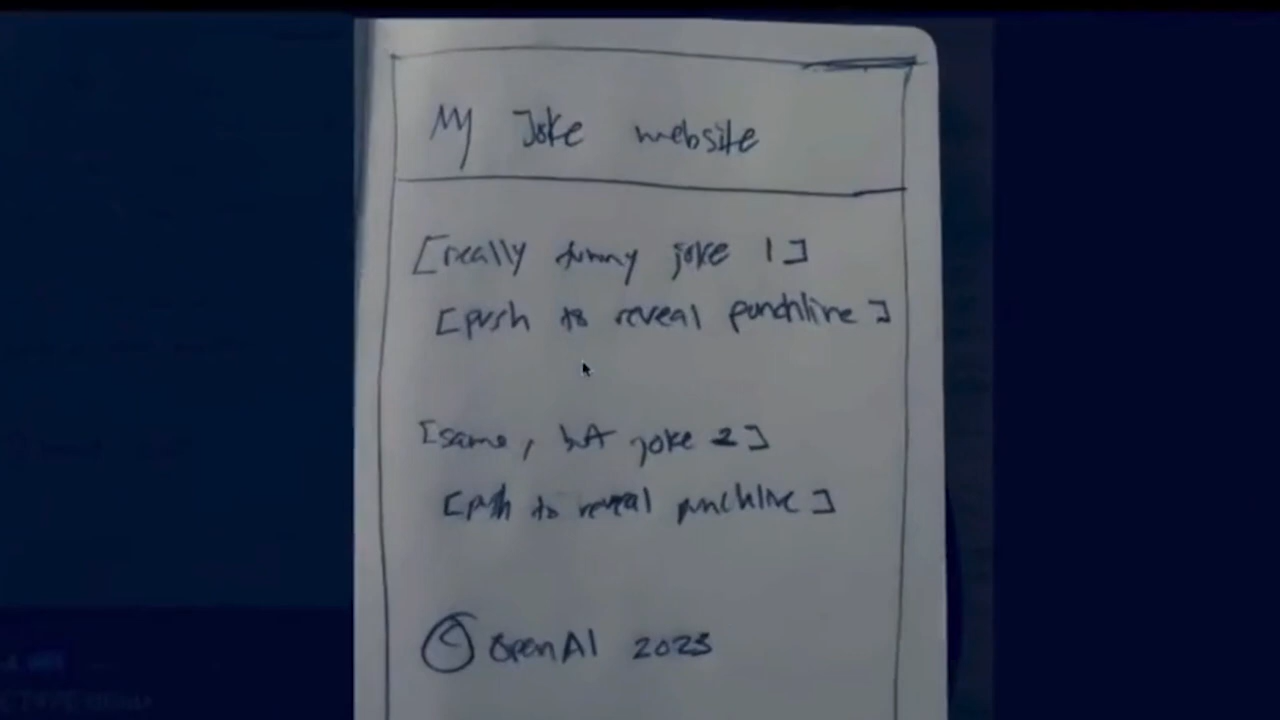 My Joke website
[really funny joke 1]
[push to reveal punchline]
[same, but joke 2]
[push to reveal punchline]
© OpenAI 2023